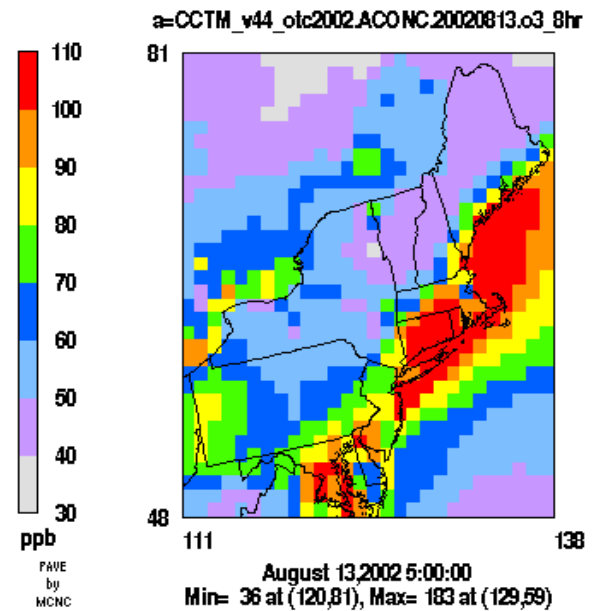 a=CCTM_v44_otc2002.ACONC.20020813.o3_8hr
81
110
100
90
80
70
60
50
40
30
ppb
48
111
138
PAVE
by
MCNC
August 13,2002 5:00:00
Min= 36 at (120,81), Max= 183 at (129,59)